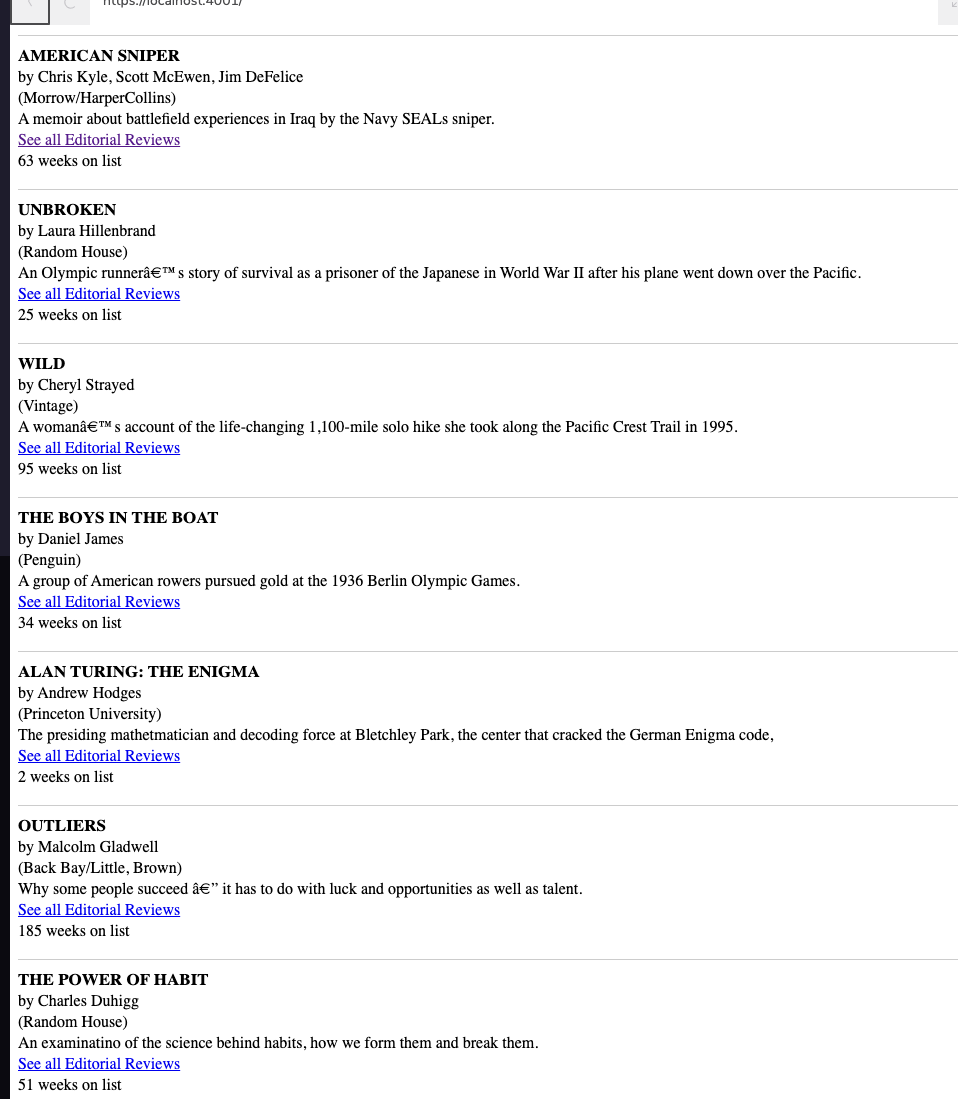 https://localhost:4001/
AMERICAN SNIPER
by Chris Kyle, Scott McEwen, Jim DeFelice
(Morrow/HarperCollins)
A memoir about battlefield experiences in Iraq by the Navy SEALs sniper.
See all Editorial Reviews
63 weeks on list
UNBROKEN
by Laura Hillenbrand
(Random House)
An Olympic runnerâ€™s story of survival as a prisoner of the Japanese in World War II after his plane went down over the Pacific.
See all Editorial Reviews
25 weeks on list
WILD
by Cheryl Strayed
(Vintage)
A womanâ€™s account of the life-changing 1,100-mile solo hike she took along the Pacific Crest Trail in 1995.
See all Editorial Reviews
95 weeks on list
THE BOYS IN THE BOAT
by Daniel James
(Penguin)
A group of American rowers pursued gold at the 1936 Berlin Olympic Games.
See all Editorial Reviews
34 weeks on list
ALAN TURING: THE ENIGMA
by Andrew Hodges
(Princeton University)
The presiding mathetmatician and decoding force at Bletchley Park, the center that cracked the German Enigma code,
See all Editorial Reviews
2 weeks on list
OUTLIERS
by Malcolm Gladwell
(Back Bay/Little, Brown)
Why some people succeed â€” it has to do with luck and opportunities as well as talent.
See all Editorial Reviews
185 weeks on list
THE POWER OF HABIT
by Charles Duhigg
(Random House)
An examinatino of the science behind habits, how we form them and break them.
See all Editorial Reviews
51 weeks on list